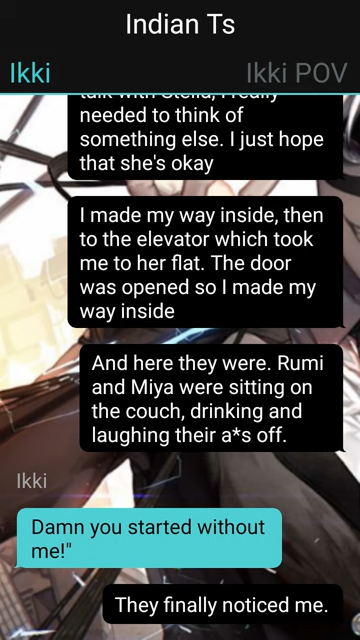 Indian Ts
Ikki
Ikki POV
needed to think of
something else. I just hope
that she's okay
I made my way inside, then
to the elevator which took
me to her flat. The door
was opened so I made my
way inside
And here they were. Rumi
and Miya were sitting on
the couch, drinking and
laughing their a*s off.
Ikki
Damn you started without
me!"
They finally noticed me.